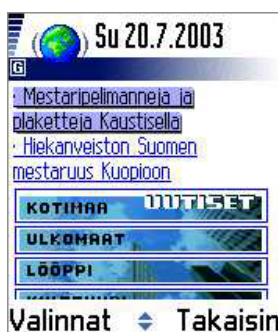 Su 20.7.2003
G
· Mestaripelimanneja ja
plaketteja Kaustisella
· Hiekanveiston Suomen
mestaruus Kuopioon
UUTISET
KOTIMAA
ULKOMAAT
LÖÖPPI
Valinnat
Takaisin